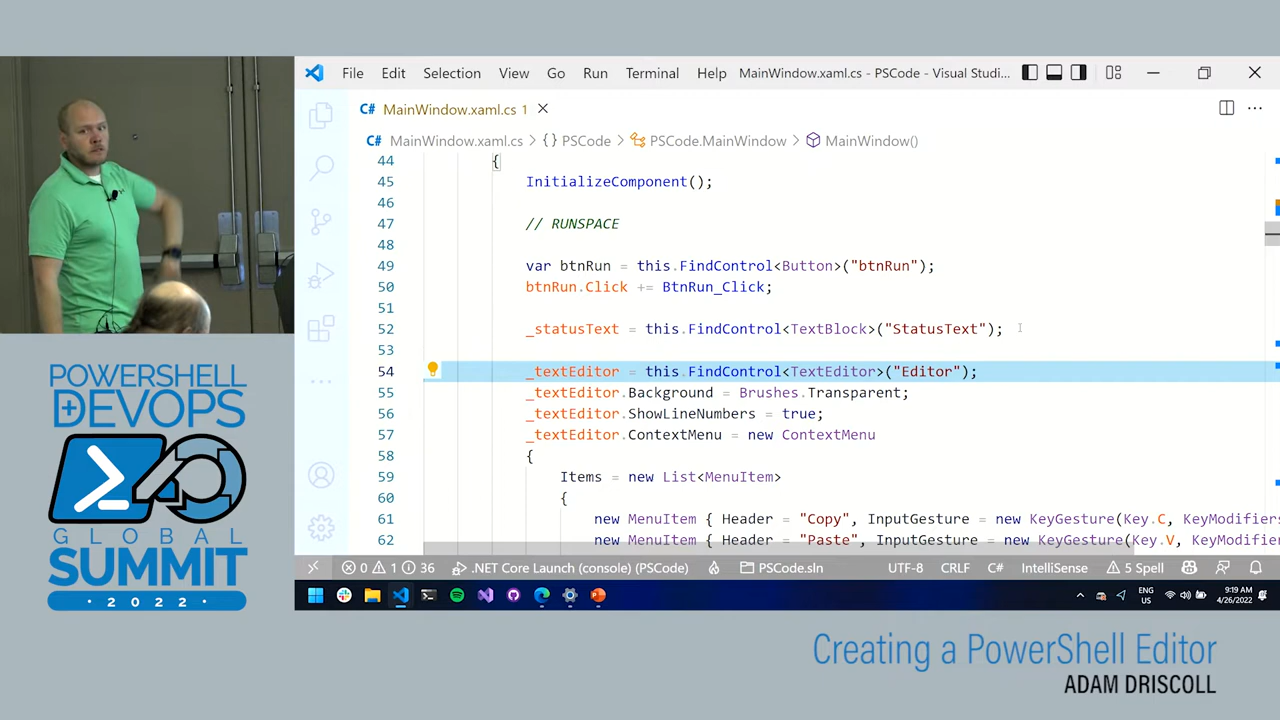 File Edit Selection View Go Run Terminal Help MainWindow.xaml.cs - PSCode - Visual Studi...
C# MainWindow.xaml.cs 1
C# MainWindow.xaml.cs > {} PSCode > PSCode.MainWindow > MainWindow()
44 {
45 InitializeComponent();
46
47 // RUNSPACE
48
49 var btnRun = this.FindControl<Button>("btnRun");
50 btnRun.Click += BtnRun_Click;
51
52 _statusText = this.FindControl<TextBlock>("StatusText");
53
54 _textEditor = this.FindControl<TextEditor>("Editor");
55 _textEditor.Background = Brushes.Transparent;
56 _textEditor.ShowLineNumbers = true;
57 _textEditor.ContextMenu = new ContextMenu
58 {
59 Items = new List<MenuItem>
60 {
61 new MenuItem { Header = "Copy", InputGesture = new KeyGesture(Key.C, KeyModifiers
62 new MenuItem { Header = "Paste", InputGesture = new KeyGesture(Key.V, KeyModifiers
0 1 36 .NET Core Launch (console) (PSCode) PSCode.sln UTF-8 CRLF C# IntelliSense 5 Spell
ENG
US
9:19 AM
4/26/2022
POWERSHELL
DEVOPS
GLOBAL
SUMMIT
· 2 0 2 2 ·
Creating a PowerShell Editor
ADAM DRISCOLL